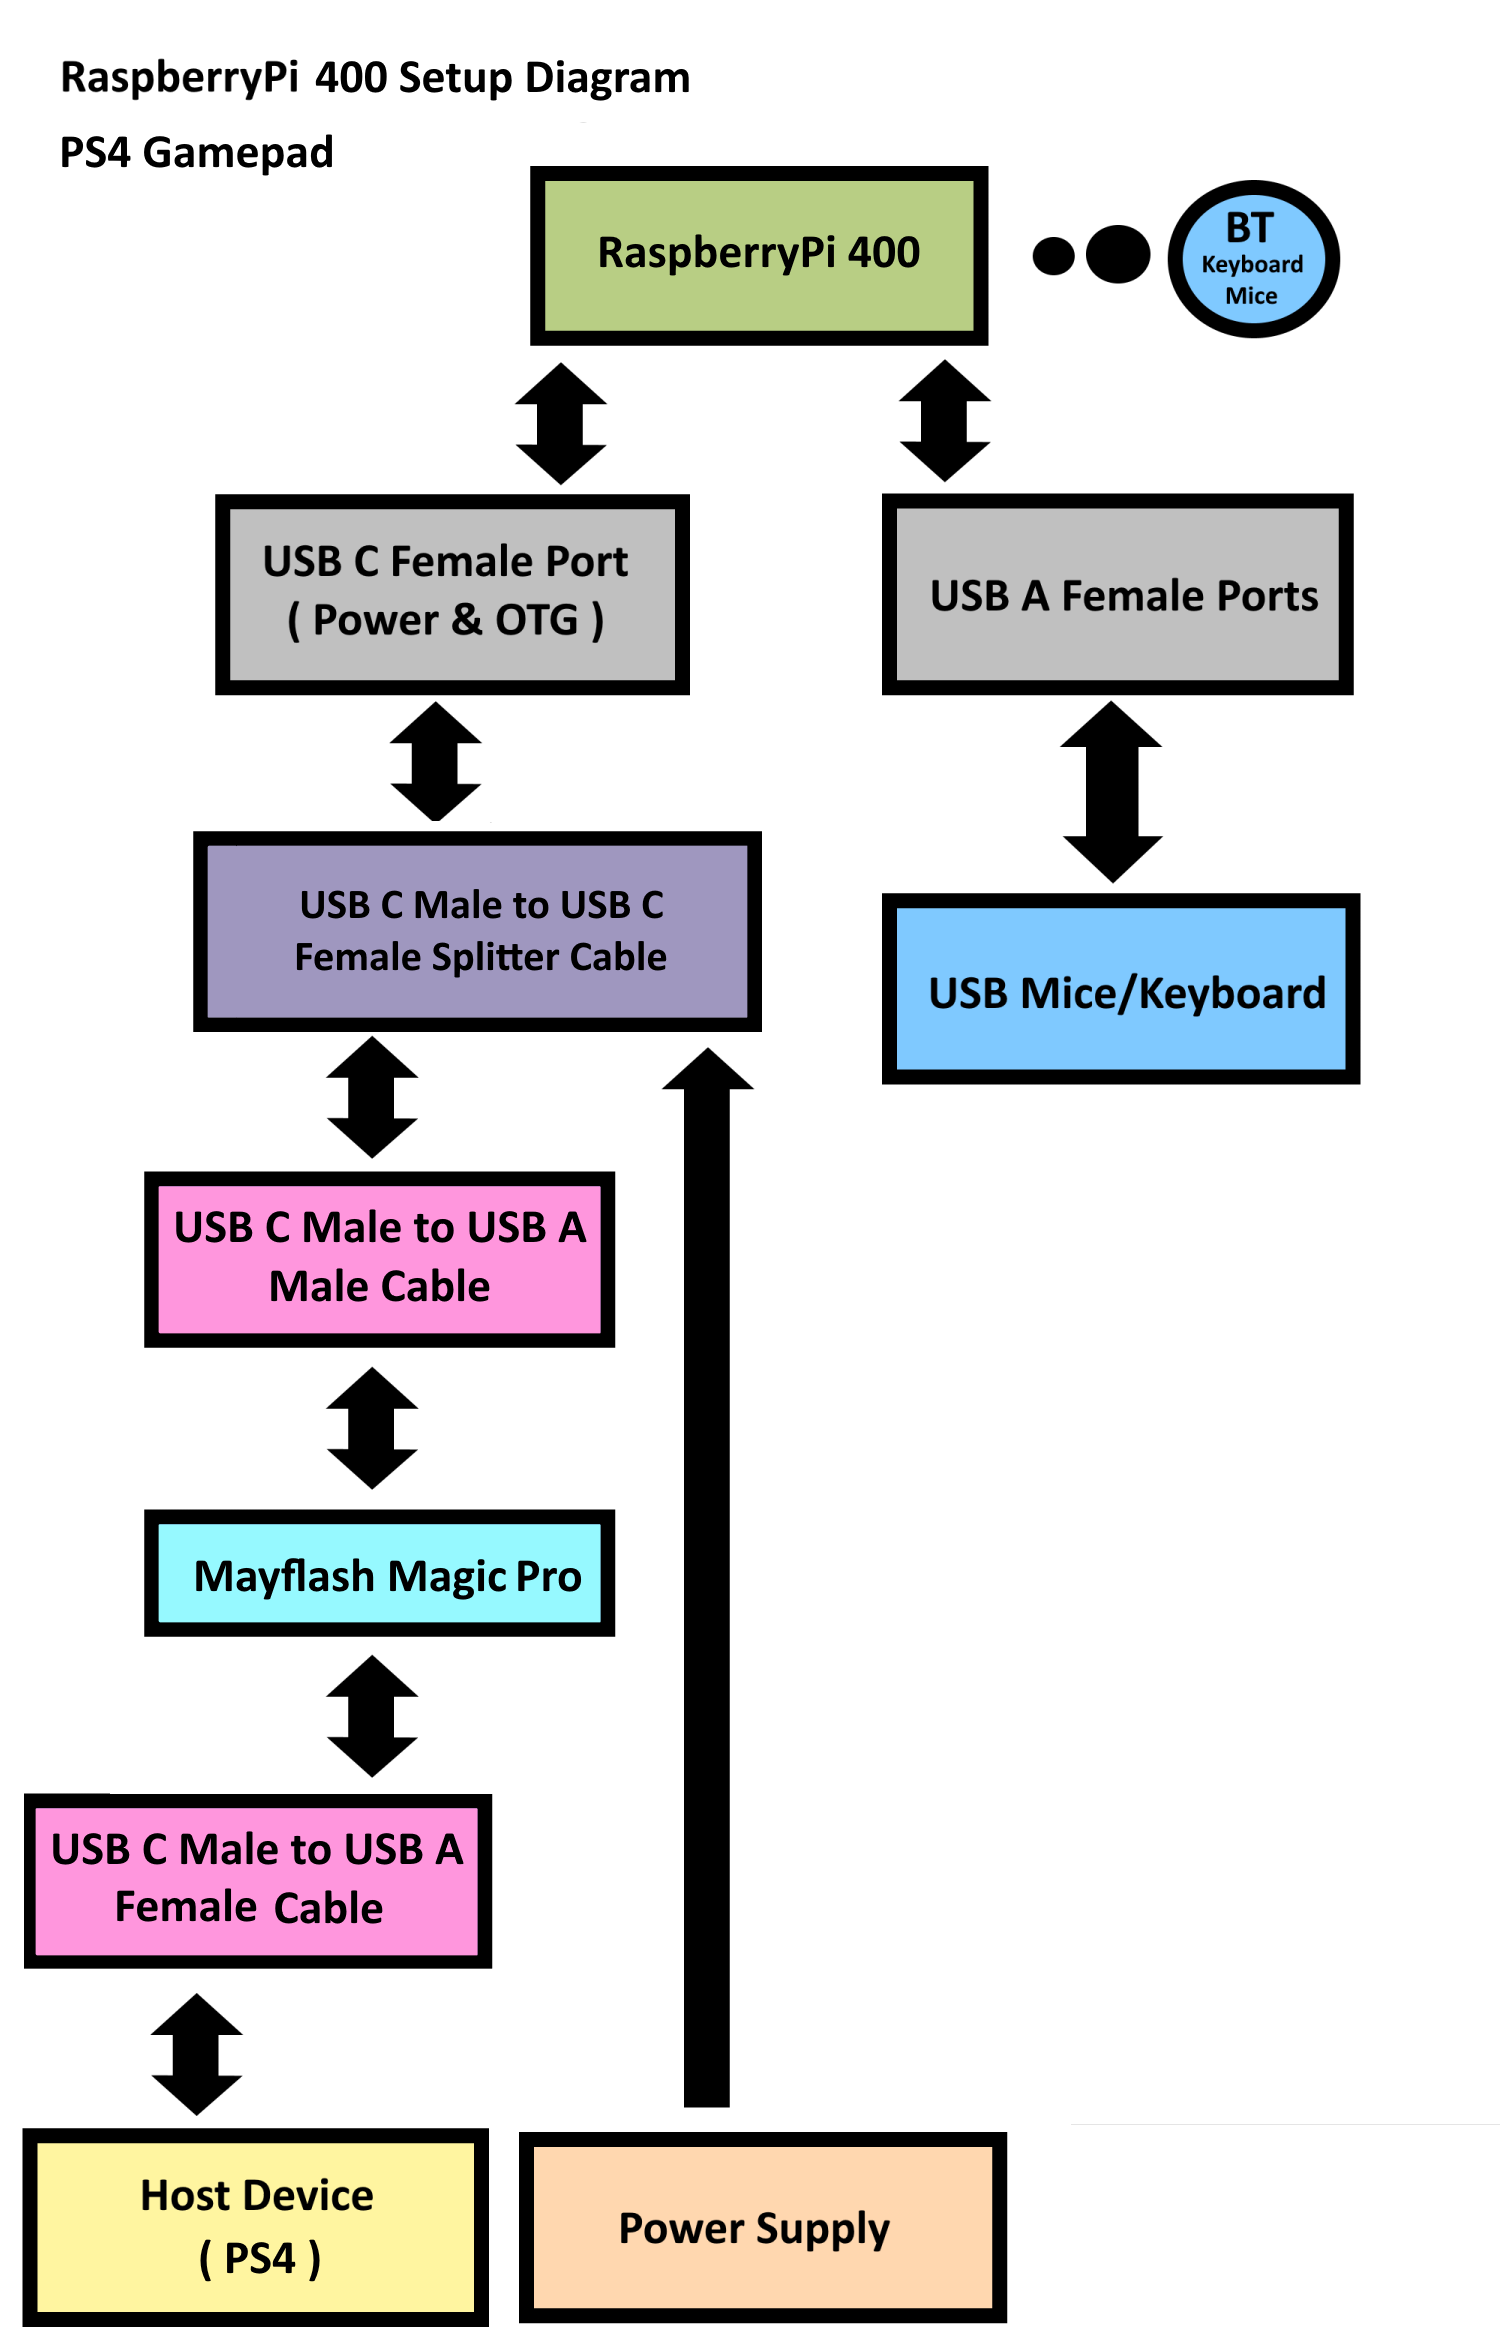 RaspberryPi 400 Setup Diagram
PS4 Gamepad
RaspberryPi 400
BT
Keyboard
Mice
USB C Female Port
( Power & OTG )
USB A Female Ports
USB C Male to USB C
Female Splitter Cable
USB Mice/Keyboard
USB C Male to USB A
Male Cable
Mayflash Magic Pro
USB C Male to USB A
Female Cable
Host Device
( PS4 )
Power Supply